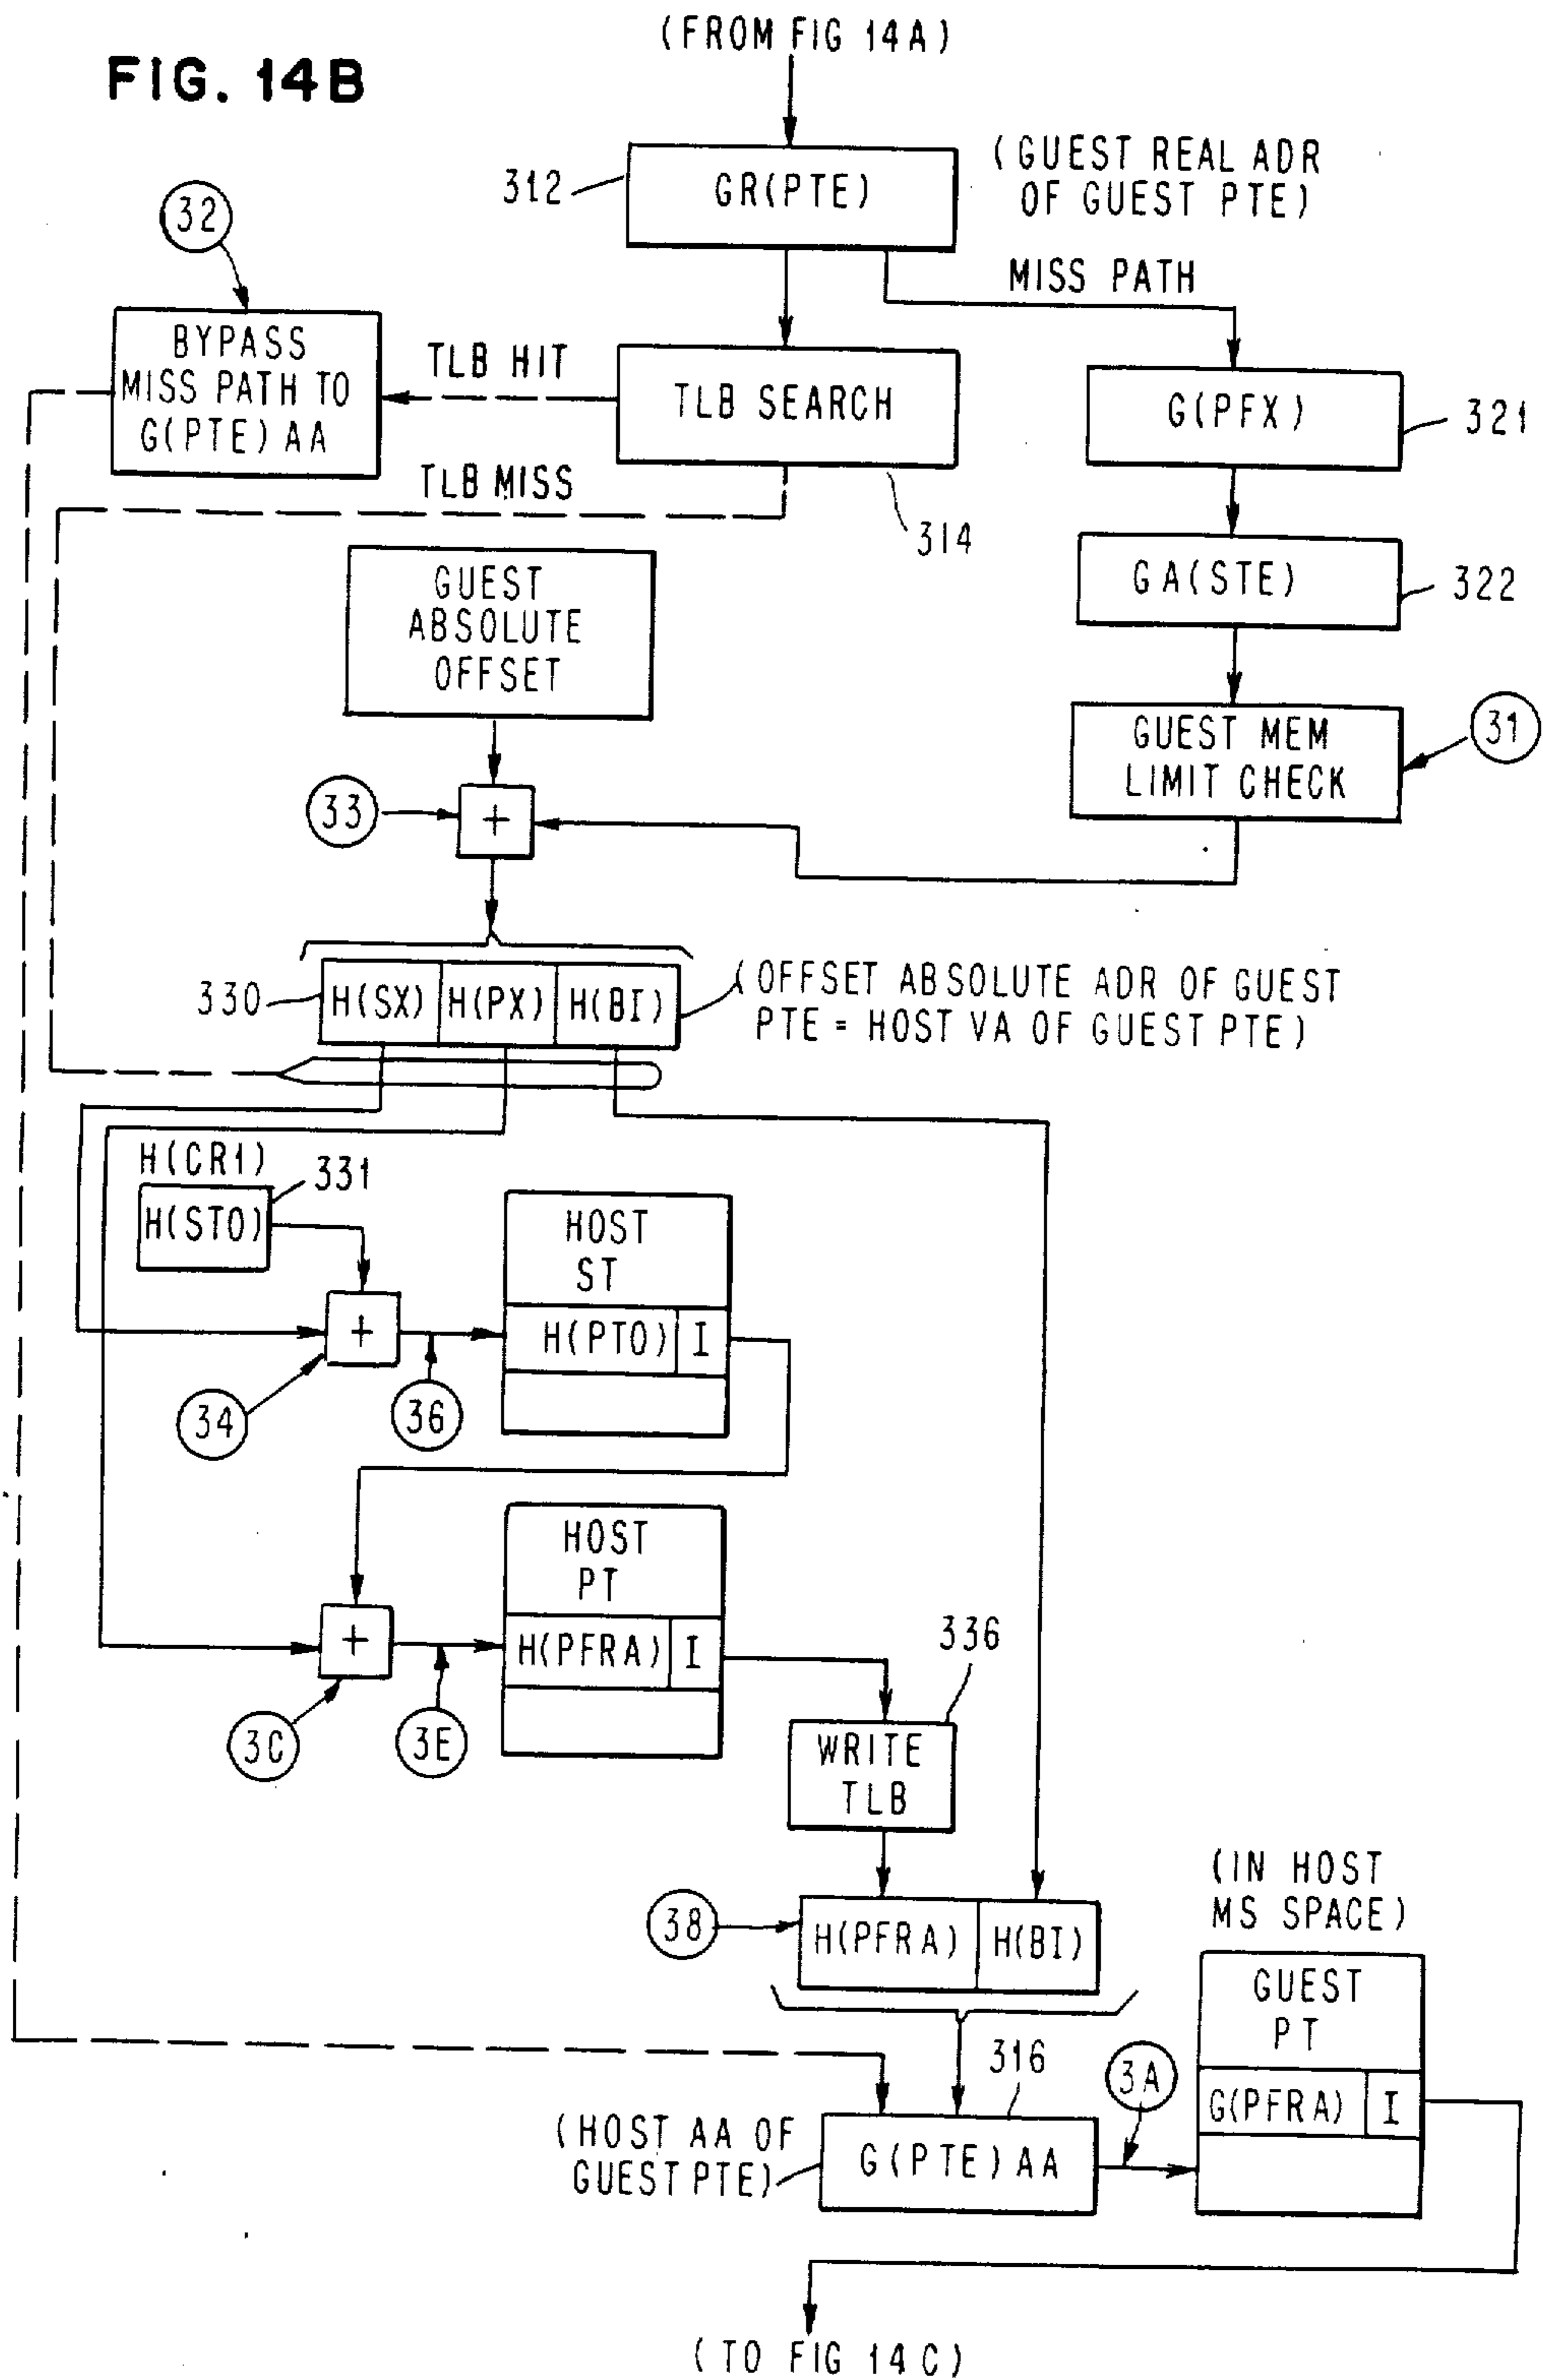 (FROM FIG 14A)
FIG. 14B
312
GR(PTE)
(GUEST REAL ADR
OF GUEST PTE)
32
MISS PATH
BYPASS
MISS PATH TO
G(PTE) AA
TLB HIT
TLB SEARCH
G(PFX)
321
TLB MISS
314
GA(STE)
322
GUEST
ABSOLUTE
OFFSET
GUEST MEM
LIMIT CHECK
31
33
+
330
H(SX)
H(PX)
H(BI)
(OFFSET ABSOLUTE ADR OF GUEST
PTE = HOST VA OF GUEST PTE)
H(CR1)
331
H(STO)
HOST
ST
+
H(PTO)
I
34
36
HOST
PT
+
H(PFRA)
I
336
3C
3E
WRITE
TLB
(IN HOST
MS SPACE)
38
H(PFRA)
H(BI)
GUEST
PT
316
3A
G(PFRA)
I
(HOST AA OF
GUEST PTE)
G(PTE) AA
(TO FIG 14C)